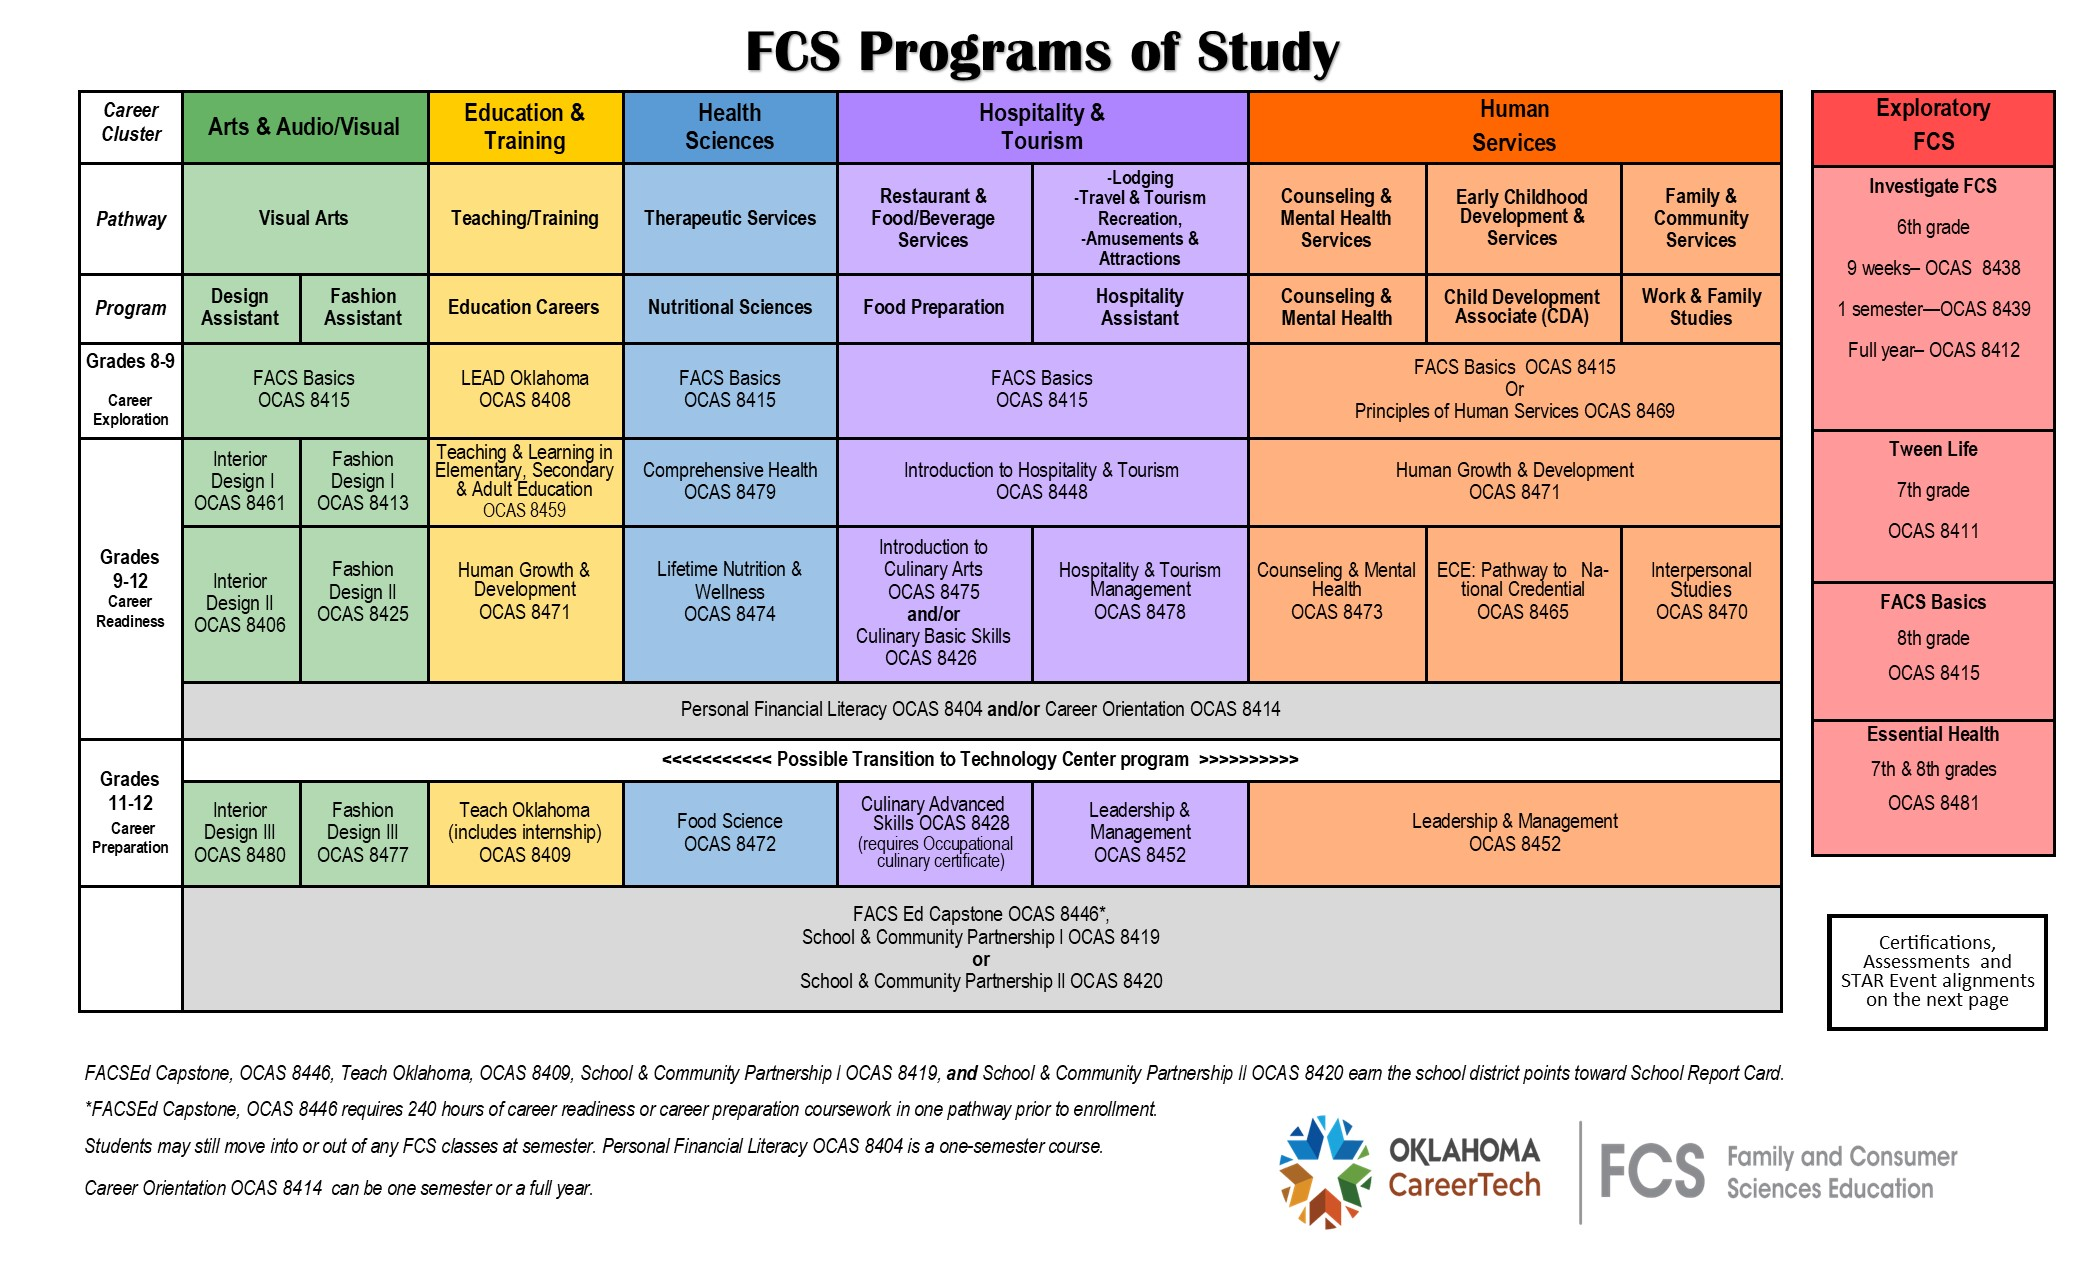 FCS Programs of Study
Career
Cluster
Arts & Audio/Visual
Education &
Training
Health
Sciences
Hospitality &
Tourism
Human
Services
Pathway
Visual Arts
Teaching/Training
Therapeutic Services
Restaurant &
Food/Beverage
Services
-Lodging
-Travel & Tourism
Recreation,
-Amusements &
Attractions
Counseling &
Mental Health
Services
Early Childhood
Development &
Services
Family &
Community
Services
Program
Design
Assistant
Fashion
Assistant
Education Careers
Nutritional Sciences
Food Preparation
Hospitality
Assistant
Counseling &
Mental Health
Child Development
Associate (CDA)
Work & Family
Studies
Grades 8-9
Career
Exploration
FACS Basics
OCAS 8415
LEAD Oklahoma
OCAS 8408
FACS Basics
OCAS 8415
FACS Basics
OCAS 8415
FACS Basics  OCAS 8415
Or
Principles of Human Services OCAS 8469
Grades
9-12
Career
Readiness
Interior
Design I
OCAS 8461
Fashion
Design I
OCAS 8413
Teaching & Learning in
Elementary, Secondary
& Adult Education
OCAS 8459
Comprehensive Health
OCAS 8479
Introduction to Hospitality & Tourism
OCAS 8448
Human Growth & Development
OCAS 8471
Interior
Design II
OCAS 8406
Fashion
Design II
OCAS 8425
Human Growth &
Development
OCAS 8471
Lifetime Nutrition &
Wellness
OCAS 8474
Introduction to
Culinary Arts
OCAS 8475
and/or
Culinary Basic Skills
OCAS 8426
Hospitality & Tourism
Management
OCAS 8478
Counseling & Mental
Health
OCAS 8473
ECE: Pathway to   Na-
tional Credential
OCAS 8465
Interpersonal
Studies
OCAS 8470
Personal Financial Literacy OCAS 8404 and/or Career Orientation OCAS 8414
Grades
11-12
Career
Preparation
<<<<<<<<<<< Possible Transition to Technology Center program  >>>>>>>>>>
Interior
Design III
OCAS 8480
Fashion
Design III
OCAS 8477
Teach Oklahoma
(includes internship)
OCAS 8409
Food Science
OCAS 8472
Culinary Advanced
Skills OCAS 8428
(requires Occupational
culinary certificate)
Leadership &
Management
OCAS 8452
Leadership & Management
OCAS 8452
FACS Ed Capstone OCAS 8446*,
School & Community Partnership I OCAS 8419
or
School & Community Partnership II OCAS 8420
Exploratory
FCS
Investigate FCS
6th grade
9 weeks– OCAS  8438
1 semester—OCAS 8439
Full year– OCAS 8412
Tween Life
7th grade
OCAS 8411
FACS Basics
8th grade
OCAS 8415
Essential Health
7th & 8th grades
OCAS 8481
Certifications,
Assessments  and
STAR Event alignments
on the next page
FACSEd Capstone, OCAS 8446, Teach Oklahoma, OCAS 8409, School & Community Partnership I OCAS 8419, and School & Community Partnership II OCAS 8420 earn the school district points toward School Report Card.
*FACSEd Capstone, OCAS 8446 requires 240 hours of career readiness or career preparation coursework in one pathway prior to enrollment.
Students may still move into or out of any FCS classes at semester. Personal Financial Literacy OCAS 8404 is a one-semester course.
Career Orientation OCAS 8414  can be one semester or a full year.
OKLAHOMA
CareerTech
FCS
Family and Consumer
Sciences Education